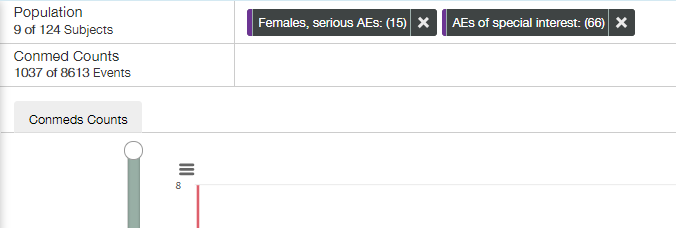 Population
9 of 124 Subjects
Females, serious AEs: (15) ✕
AEs of special interest: (66) ✕
Conmed Counts
1037 of 8613 Events
Conmeds Counts
8